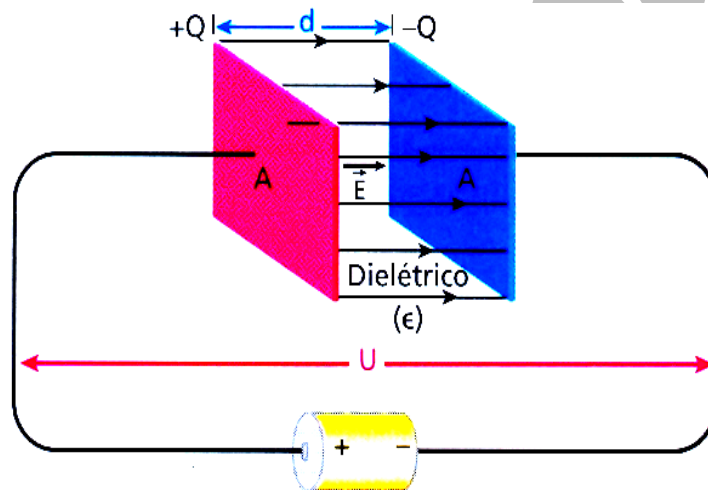 +Q d −Q
A E A
Dielétrico
(ϵ)
U
+ −